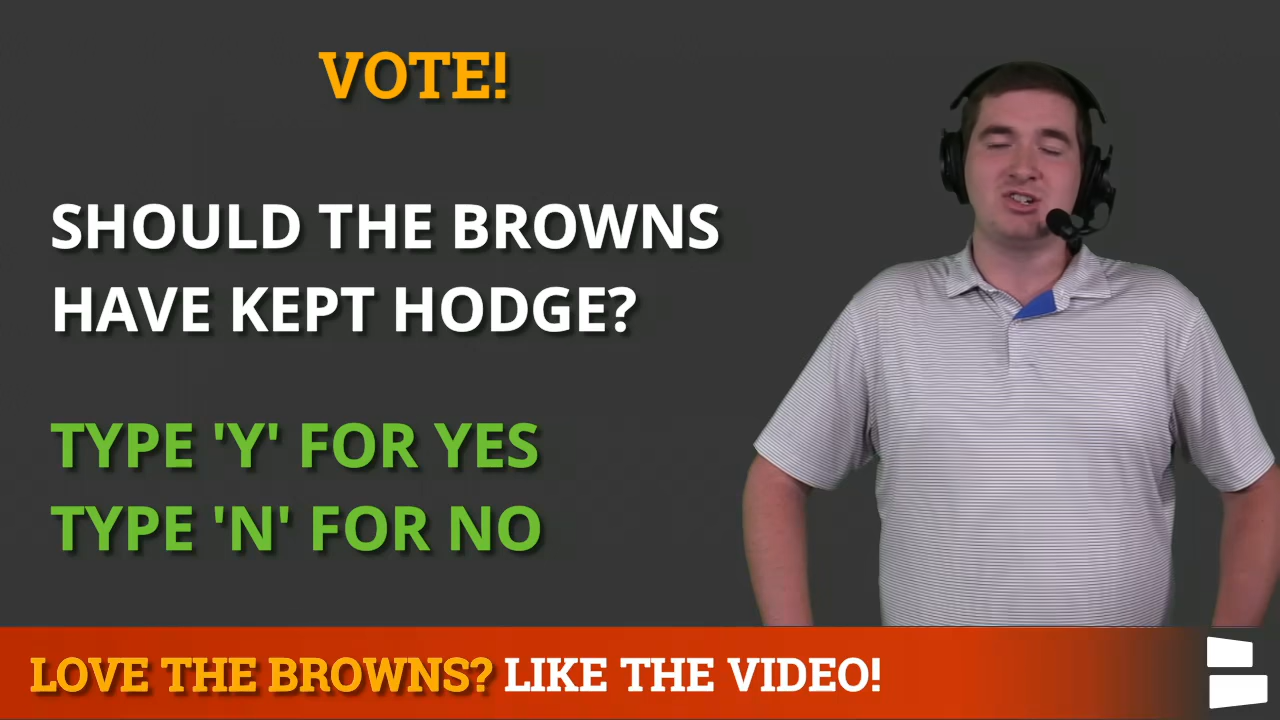 VOTE!
SHOULD THE BROWNS
HAVE KEPT HODGE?
TYPE 'Y' FOR YES
TYPE 'N' FOR NO
LOVE THE BROWNS? LIKE THE VIDEO!